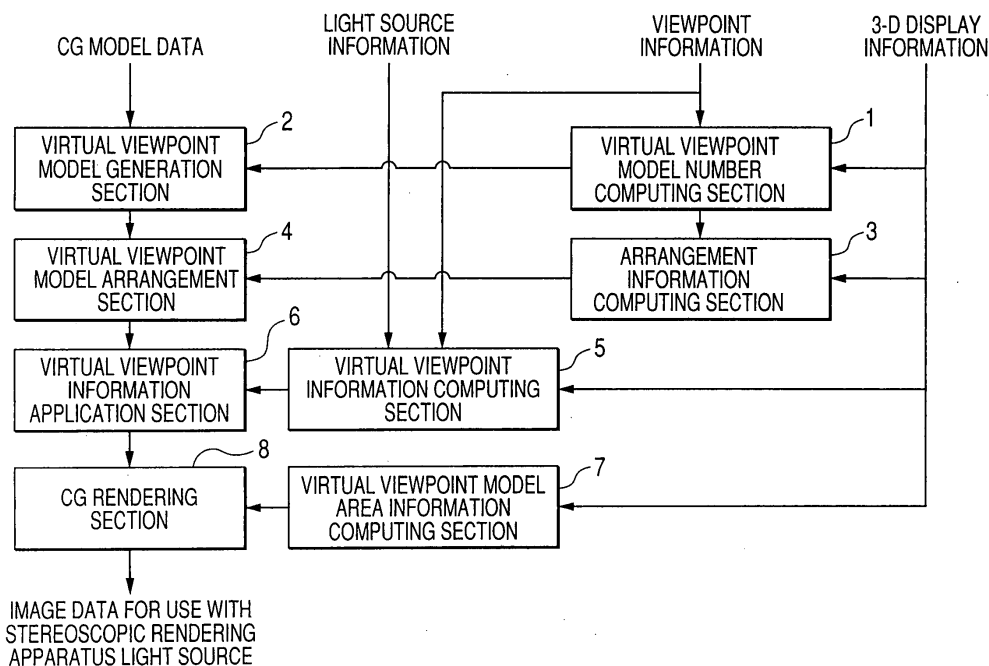 CG MODEL DATA
LIGHT SOURCE
INFORMATION
VIEWPOINT
INFORMATION
3-D DISPLAY
INFORMATION
2
VIRTUAL VIEWPOINT
MODEL GENERATION
SECTION
1
VIRTUAL VIEWPOINT
MODEL NUMBER
COMPUTING SECTION
4
VIRTUAL VIEWPOINT
MODEL ARRANGEMENT
SECTION
3
ARRANGEMENT
INFORMATION
COMPUTING SECTION
6
VIRTUAL VIEWPOINT
INFORMATION
APPLICATION SECTION
5
VIRTUAL VIEWPOINT
INFORMATION COMPUTING
SECTION
8
CG RENDERING
SECTION
7
VIRTUAL VIEWPOINT MODEL
AREA INFORMATION
COMPUTING SECTION
IMAGE DATA FOR USE WITH
STEREOSCOPIC RENDERING
APPARATUS LIGHT SOURCE